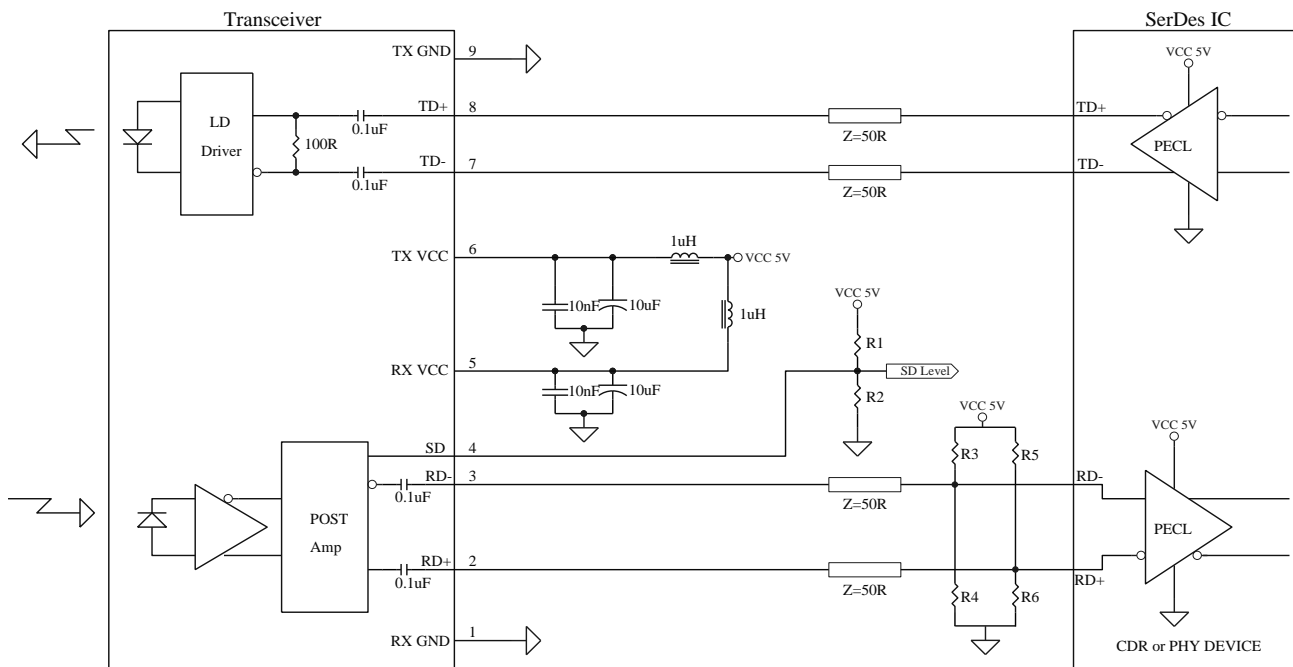 Transceiver
SerDes IC
TX GND
9
VCC 5V
TD+
8
TD+
LD
Driver
100R
0.1uF
Z=50R
PECL
TD-
7
TD-
0.1uF
Z=50R
1uH
TX VCC
6
VCC 5V
10nF
10uF
1uH
VCC 5V
R1
RX VCC
5
SD Level
10nF
10uF
R2
VCC 5V
VCC 5V
SD
4
R3
R5
RD-
3
RD-
0.1uF
Z=50R
POST
Amp
PECL
RD+
2
0.1uF
RD+
Z=50R
R4
R6
RX GND
1
CDR or PHY DEVICE